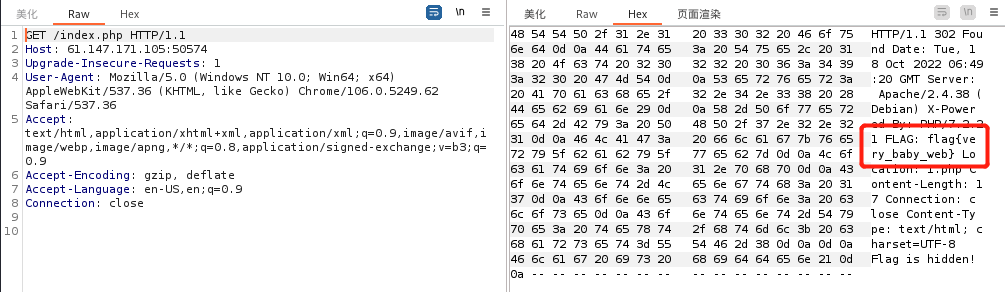 美化 Raw Hex \n
1 GET /index.php HTTP/1.1
2 Host: 61.147.171.105:50574
3 Upgrade-Insecure-Requests: 1
4 User-Agent: Mozilla/5.0 (Windows NT 10.0; Win64; x64)
AppleWebKit/537.36 (KHTML, like Gecko) Chrome/106.0.5249.62
Safari/537.36
5 Accept:
text/html,application/xhtml+xml,application/xml;q=0.9,image/avif,i
mage/webp,image/apng,*/*;q=0.8,application/signed-exchange;v=b3;q=
0.9
6 Accept-Encoding: gzip, deflate
7 Accept-Language: en-US,en;q=0.9
8 Connection: close
9
10
美化 Raw Hex 页面渲染 \n
48 54 54 50 2f 31 2e 31 20 33 30 32 20 46 6f 75 HTTP/1.1 302 Fou
6e 64 0d 0a 44 61 74 65 3a 20 54 75 65 2c 20 31 nd Date: Tue, 1
38 20 4f 63 74 20 32 30 32 32 20 30 36 3a 34 39 8 Oct 2022 06:49
3a 32 30 20 47 4d 54 0d 0a 53 65 72 76 65 72 3a :20 GMT Server:
20 41 70 61 63 68 65 2f 32 2e 34 2e 33 38 20 28 Apache/2.4.38 (
44 65 62 69 61 6e 29 0d 0a 58 2d 50 6f 77 65 72 Debian) X-Power
65 64 2d 42 79 3a 20 50 48 50 2f 37 2e 32 2e 32 ed-By: PHP/7.2.2
31 0d 0a 46 4c 41 47 3a 20 66 6c 61 67 7b 76 65 1 FLAG: flag{ve
72 79 5f 62 61 62 79 5f 77 65 62 7d 0d 0a 4c 6f ry_baby_web} Lo
63 61 74 69 6f 6e 3a 20 31 2e 70 68 70 0d 0a 43 cation: 1.php C
6f 6e 74 65 6e 74 2d 4c 65 6e 67 74 68 3a 20 31 ontent-Length: 1
37 0d 0a 43 6f 6e 6e 65 63 74 69 6f 6e 3a 20 63 7 Connection: c
6c 6f 73 65 0d 0a 43 6f 6e 74 65 6e 74 2d 54 79 lose Content-Ty
70 65 3a 20 74 65 78 74 2f 68 74 6d 6c 3b 20 63 pe: text/html; c
68 61 72 73 65 74 3d 55 54 46 2d 38 0d 0a 0d 0a harset=UTF-8
46 6c 61 67 20 69 73 20 68 69 64 64 65 6e 21 0d Flag is hidden!
0a -- -- -- -- -- -- -- -- -- -- -- -- -- -- --